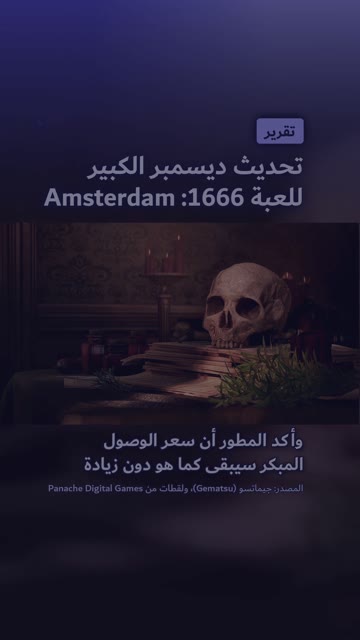 تقرير
تحديث ديسمبر الكبير
للعبة 1666: Amsterdam
وأكد المطور أن سعر الوصول
المبكر سيبقى كما هو دون زيادة
المصدر: جيماتسو (Gematsu)، ولقطات من Panache Digital Games